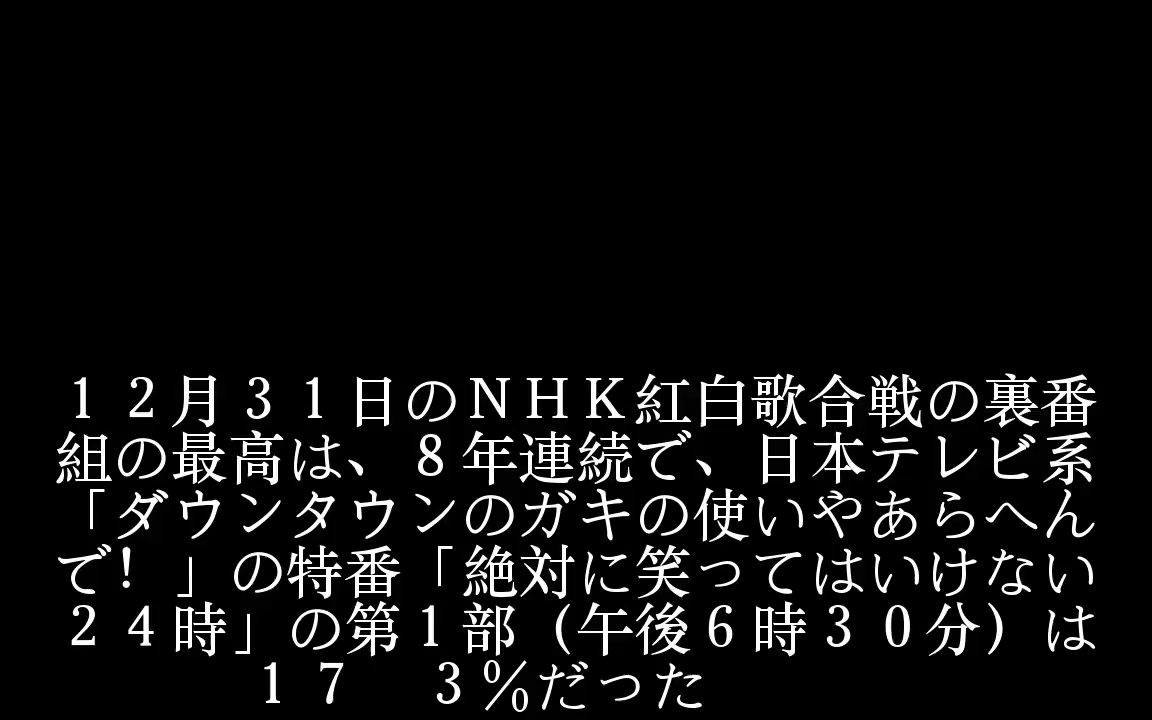 １２月３１日のＮＨＫ紅白歌合戦の裏番
組の最高は、８年連続で、日本テレビ系
「ダウンタウンのガキの使いやあらへん
で！」の特番「絶対に笑ってはいけない
２４時」の第１部（午後６時３０分）は
１７　３％だった